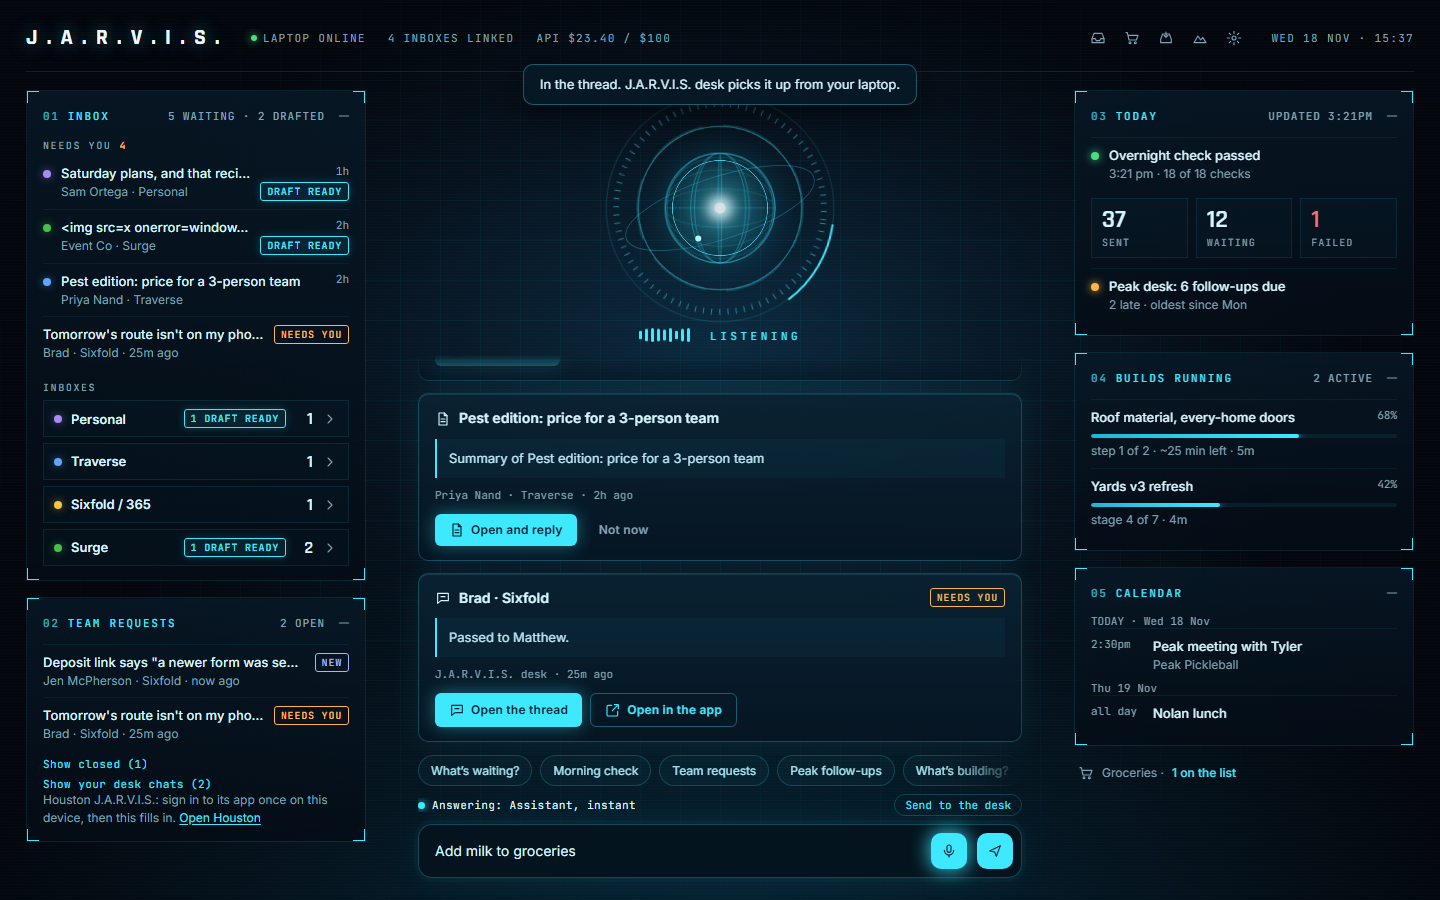 J.A.R.V.I.S.
LAPTOP ONLINE
4 INBOXES LINKED
API $23.40 / $100
WED 18 NOV · 15:37
In the thread. J.A.R.V.I.S. desk picks it up from your laptop.
01 INBOX
5 WAITING · 2 DRAFTED
NEEDS YOU 4
Saturday plans, and that reci...
1h
Sam Ortega · Personal
DRAFT READY
<img src=x onerror=window...
2h
Event Co · Surge
DRAFT READY
Pest edition: price for a 3-person team
2h
Priya Nand · Traverse
Tomorrow's route isn't on my pho...
NEEDS YOU
Brad · Sixfold · 25m ago
INBOXES
Personal
1 DRAFT READY
1
Traverse
1
Sixfold / 365
1
Surge
1 DRAFT READY
2
02 TEAM REQUESTS
2 OPEN
Deposit link says "a newer form was se...
NEW
Jen McPherson · Sixfold · now ago
Tomorrow's route isn't on my pho...
NEEDS YOU
Brad · Sixfold · 25m ago
Show closed (1)
Show your desk chats (2)
Houston J.A.R.V.I.S.: sign in to its app once on this
device, then this fills in. Open Houston
LISTENING
Pest edition: price for a 3-person team
Summary of Pest edition: price for a 3-person team
Priya Nand · Traverse · 2h ago
Open and reply
Not now
Brad · Sixfold
NEEDS YOU
Passed to Matthew.
J.A.R.V.I.S. desk · 25m ago
Open the thread
Open in the app
What's waiting?
Morning check
Team requests
Peak follow-ups
What's building?
Answering: Assistant, instant
Send to the desk
Add milk to groceries
03 TODAY
UPDATED 3:21PM
Overnight check passed
3:21 pm · 18 of 18 checks
37
SENT
12
WAITING
1
FAILED
Peak desk: 6 follow-ups due
2 late · oldest since Mon
04 BUILDS RUNNING
2 ACTIVE
Roof material, every-home doors
68%
step 1 of 2 · ~25 min left · 5m
Yards v3 refresh
42%
stage 4 of 7 · 4m
05 CALENDAR
TODAY · Wed 18 Nov
2:30pm
Peak meeting with Tyler
Peak Pickleball
Thu 19 Nov
all day
Nolan lunch
Groceries · 1 on the list